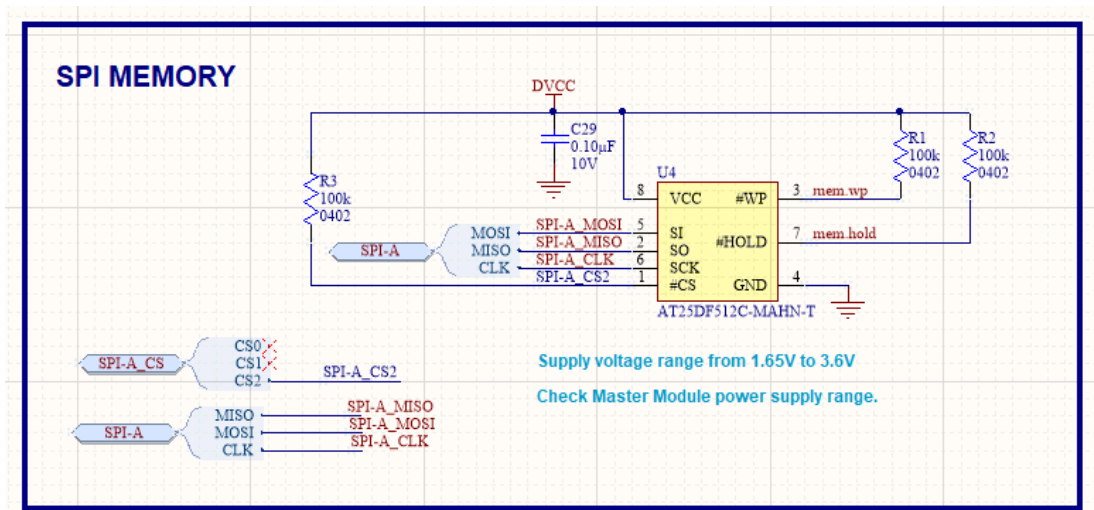 SPI MEMORY
DVCC
C29
0.10µF
10V
R1
100k
0402
R2
100k
0402
R3
100k
0402
U4
8 VCC #WP 3 mem.wp
SPI-A
MOSI SPI-A_MOSI 5 SI
MISO SPI-A_MISO 2 SO
#HOLD 7 mem.hold
CLK SPI-A_CLK 6 SCK
SPI-A_CS2 1 #CS GND 4
AT25DF512C-MAHN-T
SPI-A_CS
CS0
CS1
CS2 SPI-A_CS2
SPI-A
MISO SPI-A_MISO
MOSI SPI-A_MOSI
CLK SPI-A_CLK
Supply voltage range from 1.65V to 3.6V
Check Master Module power supply range.